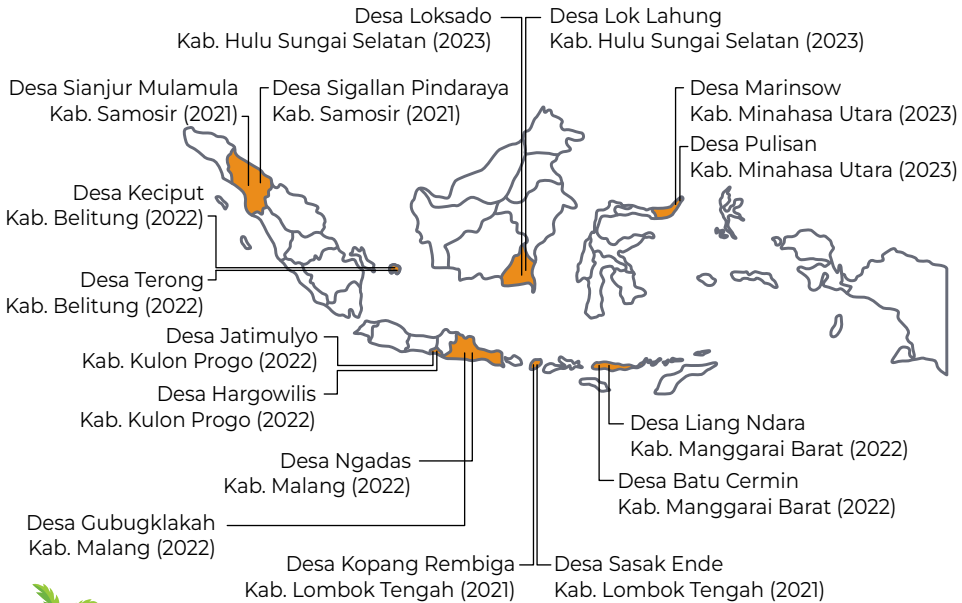 Desa Loksado
Kab. Hulu Sungai Selatan (2023)
Desa Lok Lahung
Kab. Hulu Sungai Selatan (2023)
Desa Sianjur Mulamula
Kab. Samosir (2021)
Desa Sigallan Pindaraya
Kab. Samosir (2021)
Desa Marinsow
Kab. Minahasa Utara (2023)
Desa Pulisan
Kab. Minahasa Utara (2023)
Desa Keciput
Kab. Belitung (2022)
Desa Terong
Kab. Belitung (2022)
Desa Jatimulyo
Kab. Kulon Progo (2022)
Desa Hargowilis
Kab. Kulon Progo (2022)
Desa Liang Ndara
Kab. Manggarai Barat (2022)
Desa Ngadas
Kab. Malang (2022)
Desa Batu Cermin
Kab. Manggarai Barat (2022)
Desa Gubugklakah
Kab. Malang (2022)
Desa Kopang Rembiga
Kab. Lombok Tengah (2021)
Desa Sasak Ende
Kab. Lombok Tengah (2021)